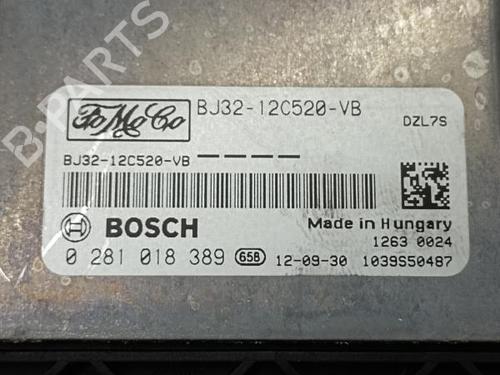 FoMoCo
BJ32-12C520-VB
DZL7S
BJ32-12C520-VB
BOSCH
Made in Hungary
1263 0024
0 281 018 389 658 12-09-30 1039S50487
B-PARTS